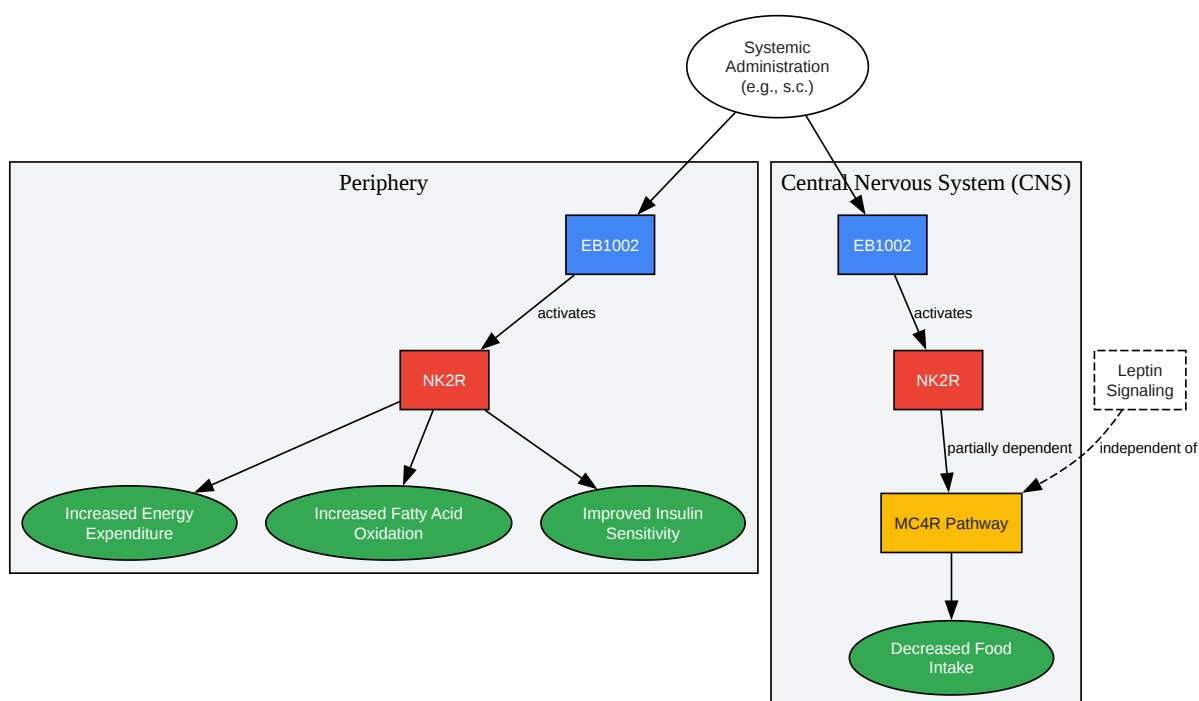 Systemic
Administration
(e.g., s.c.)
Periphery
Central Nervous System (CNS)
EB1002
EB1002
activates
activates
NK2R
NK2R
Leptin
Signaling
partially dependent
independent of
Increased Energy
Expenditure
Increased Fatty Acid
Oxidation
Improved Insulin
Sensitivity
MC4R Pathway
Decreased Food
Intake